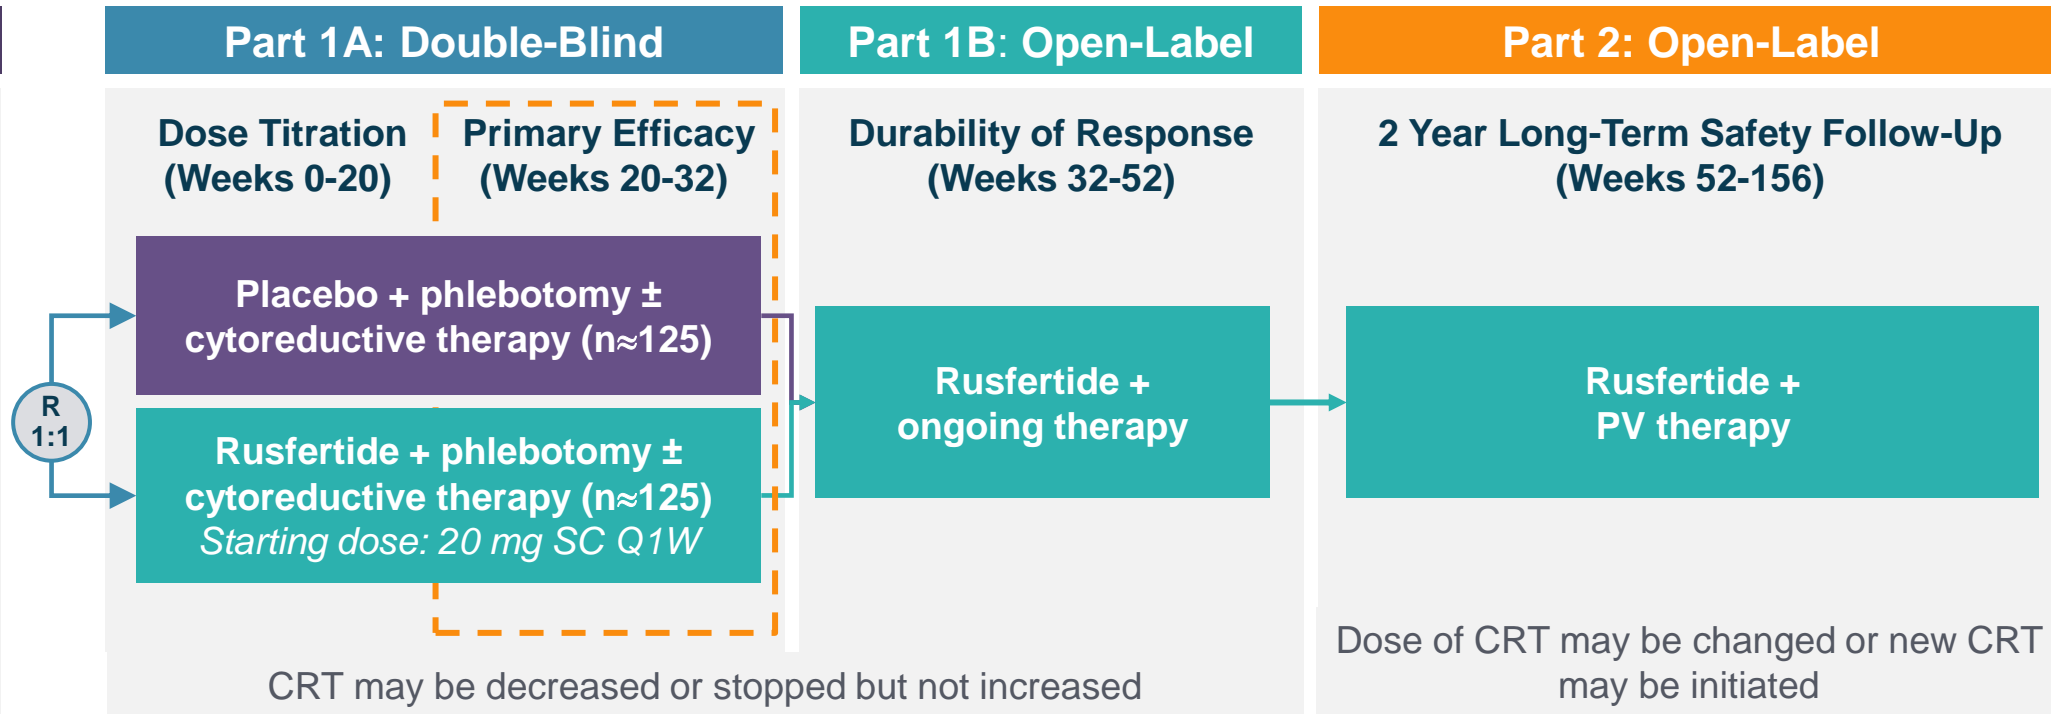 Part 1A: Double-Blind
Part 1B: Open-Label
Part 2: Open-Label
Dose Titration
(Weeks 0-20)
Primary Efficacy
(Weeks 20-32)
Durability of Response
(Weeks 32-52)
2 Year Long-Term Safety Follow-Up
(Weeks 52-156)
R
1:1
Placebo + phlebotomy ±
cytoreductive therapy (n≈125)
Rusfertide + phlebotomy ±
cytoreductive therapy (n≈125)
Starting dose: 20 mg SC Q1W
Rusfertide +
ongoing therapy
Rusfertide +
PV therapy
CRT may be decreased or stopped but not increased
Dose of CRT may be changed or new CRT
may be initiated